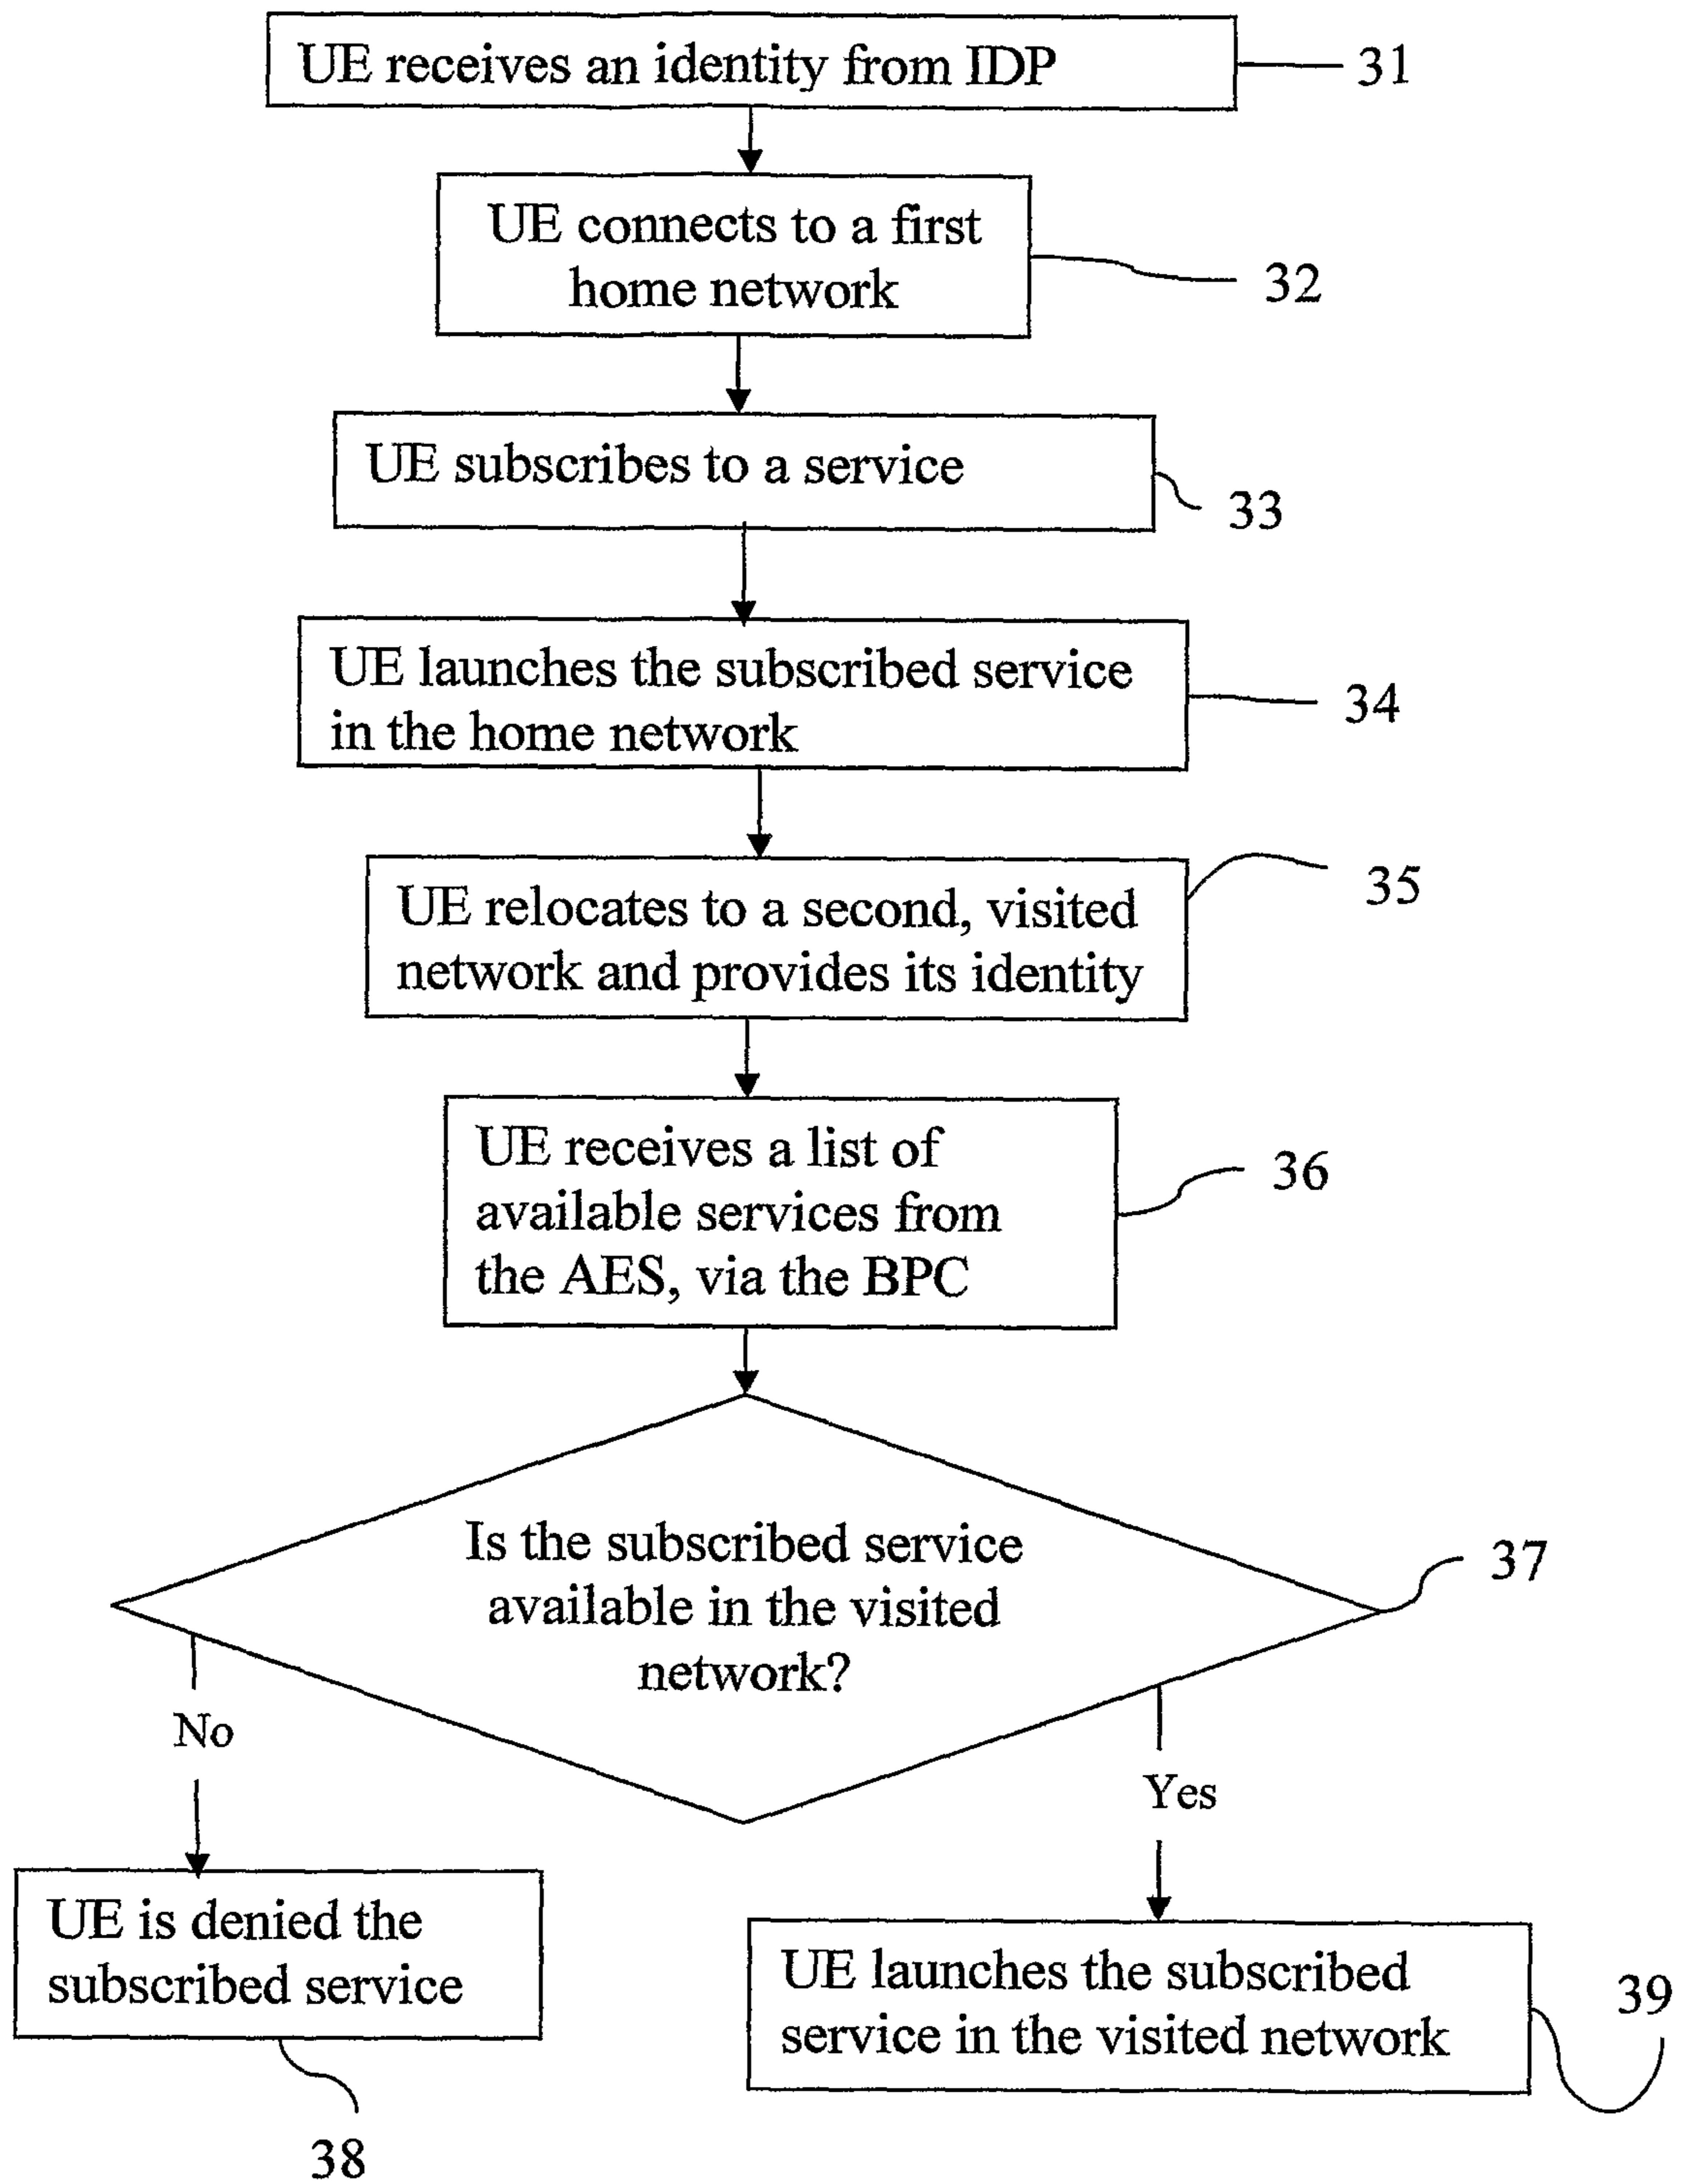 UE receives an identity from IDP
31
UE connects to a first
home network
32
UE subscribes to a service
33
UE launches the subscribed service
in the home network
34
UE relocates to a second, visited
network and provides its identity
35
UE receives a list of
available services from
the AES, via the BPC
36
Is the subscribed service
available in the visited
network?
37
No
Yes
UE is denied the
subscribed service
38
UE launches the subscribed
service in the visited network
39